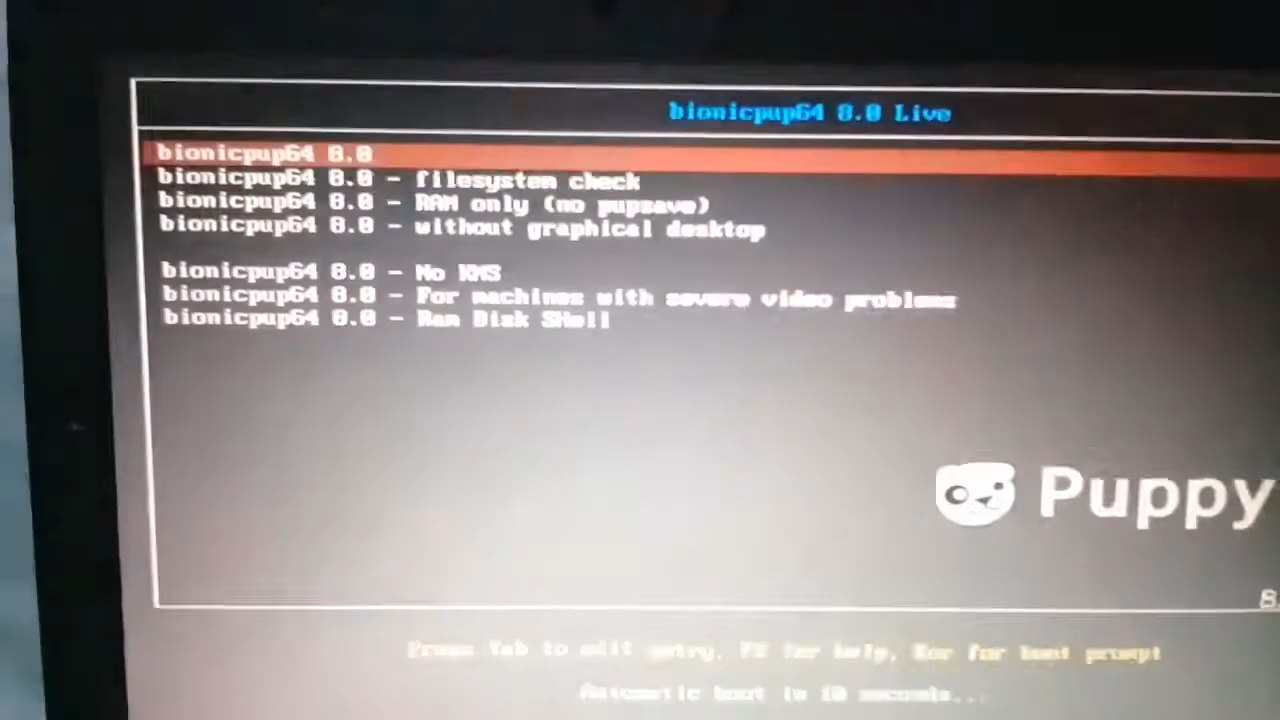 bionicpup64 8.0 Live
bionicpup64 8.0
bionicpup64 8.0 - filesystem check
bionicpup64 8.0 - RAM only (no pupsave)
bionicpup64 8.0 - without graphical desktop
bionicpup64 8.0 - No KMS
bionicpup64 8.0 - For machines with severe video problems
bionicpup64 8.0 - Ram Disk SHell
Puppy
8.
Press Tab to edit entry, F2 for help, Esc for boot prompt
Automatic boot in 10 seconds...